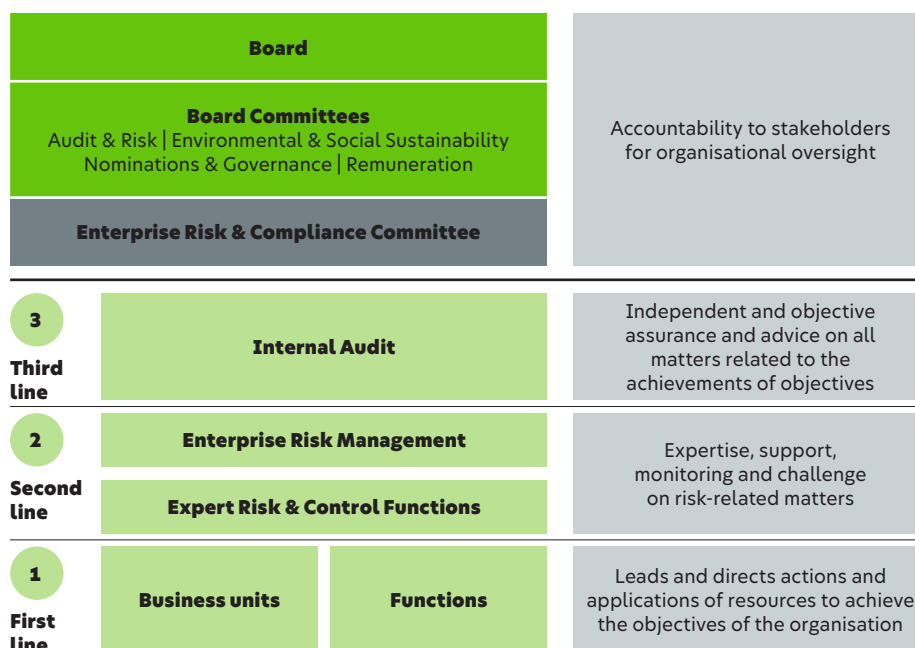 Board
Board Committees
Audit & Risk | Environmental & Social Sustainability
Nominations & Governance | Remuneration
Enterprise Risk & Compliance Committee
Accountability to stakeholders
for organisational oversight
3
Third
line
Internal Audit
Independent and objective
assurance and advice on all
matters related to the
achievements of objectives
2
Second
line
Enterprise Risk Management
Expert Risk & Control Functions
Expertise, support,
monitoring and challenge
on risk-related matters
1
First
line
Business units
Functions
Leads and directs actions and
applications of resources to achieve
the objectives of the organisation